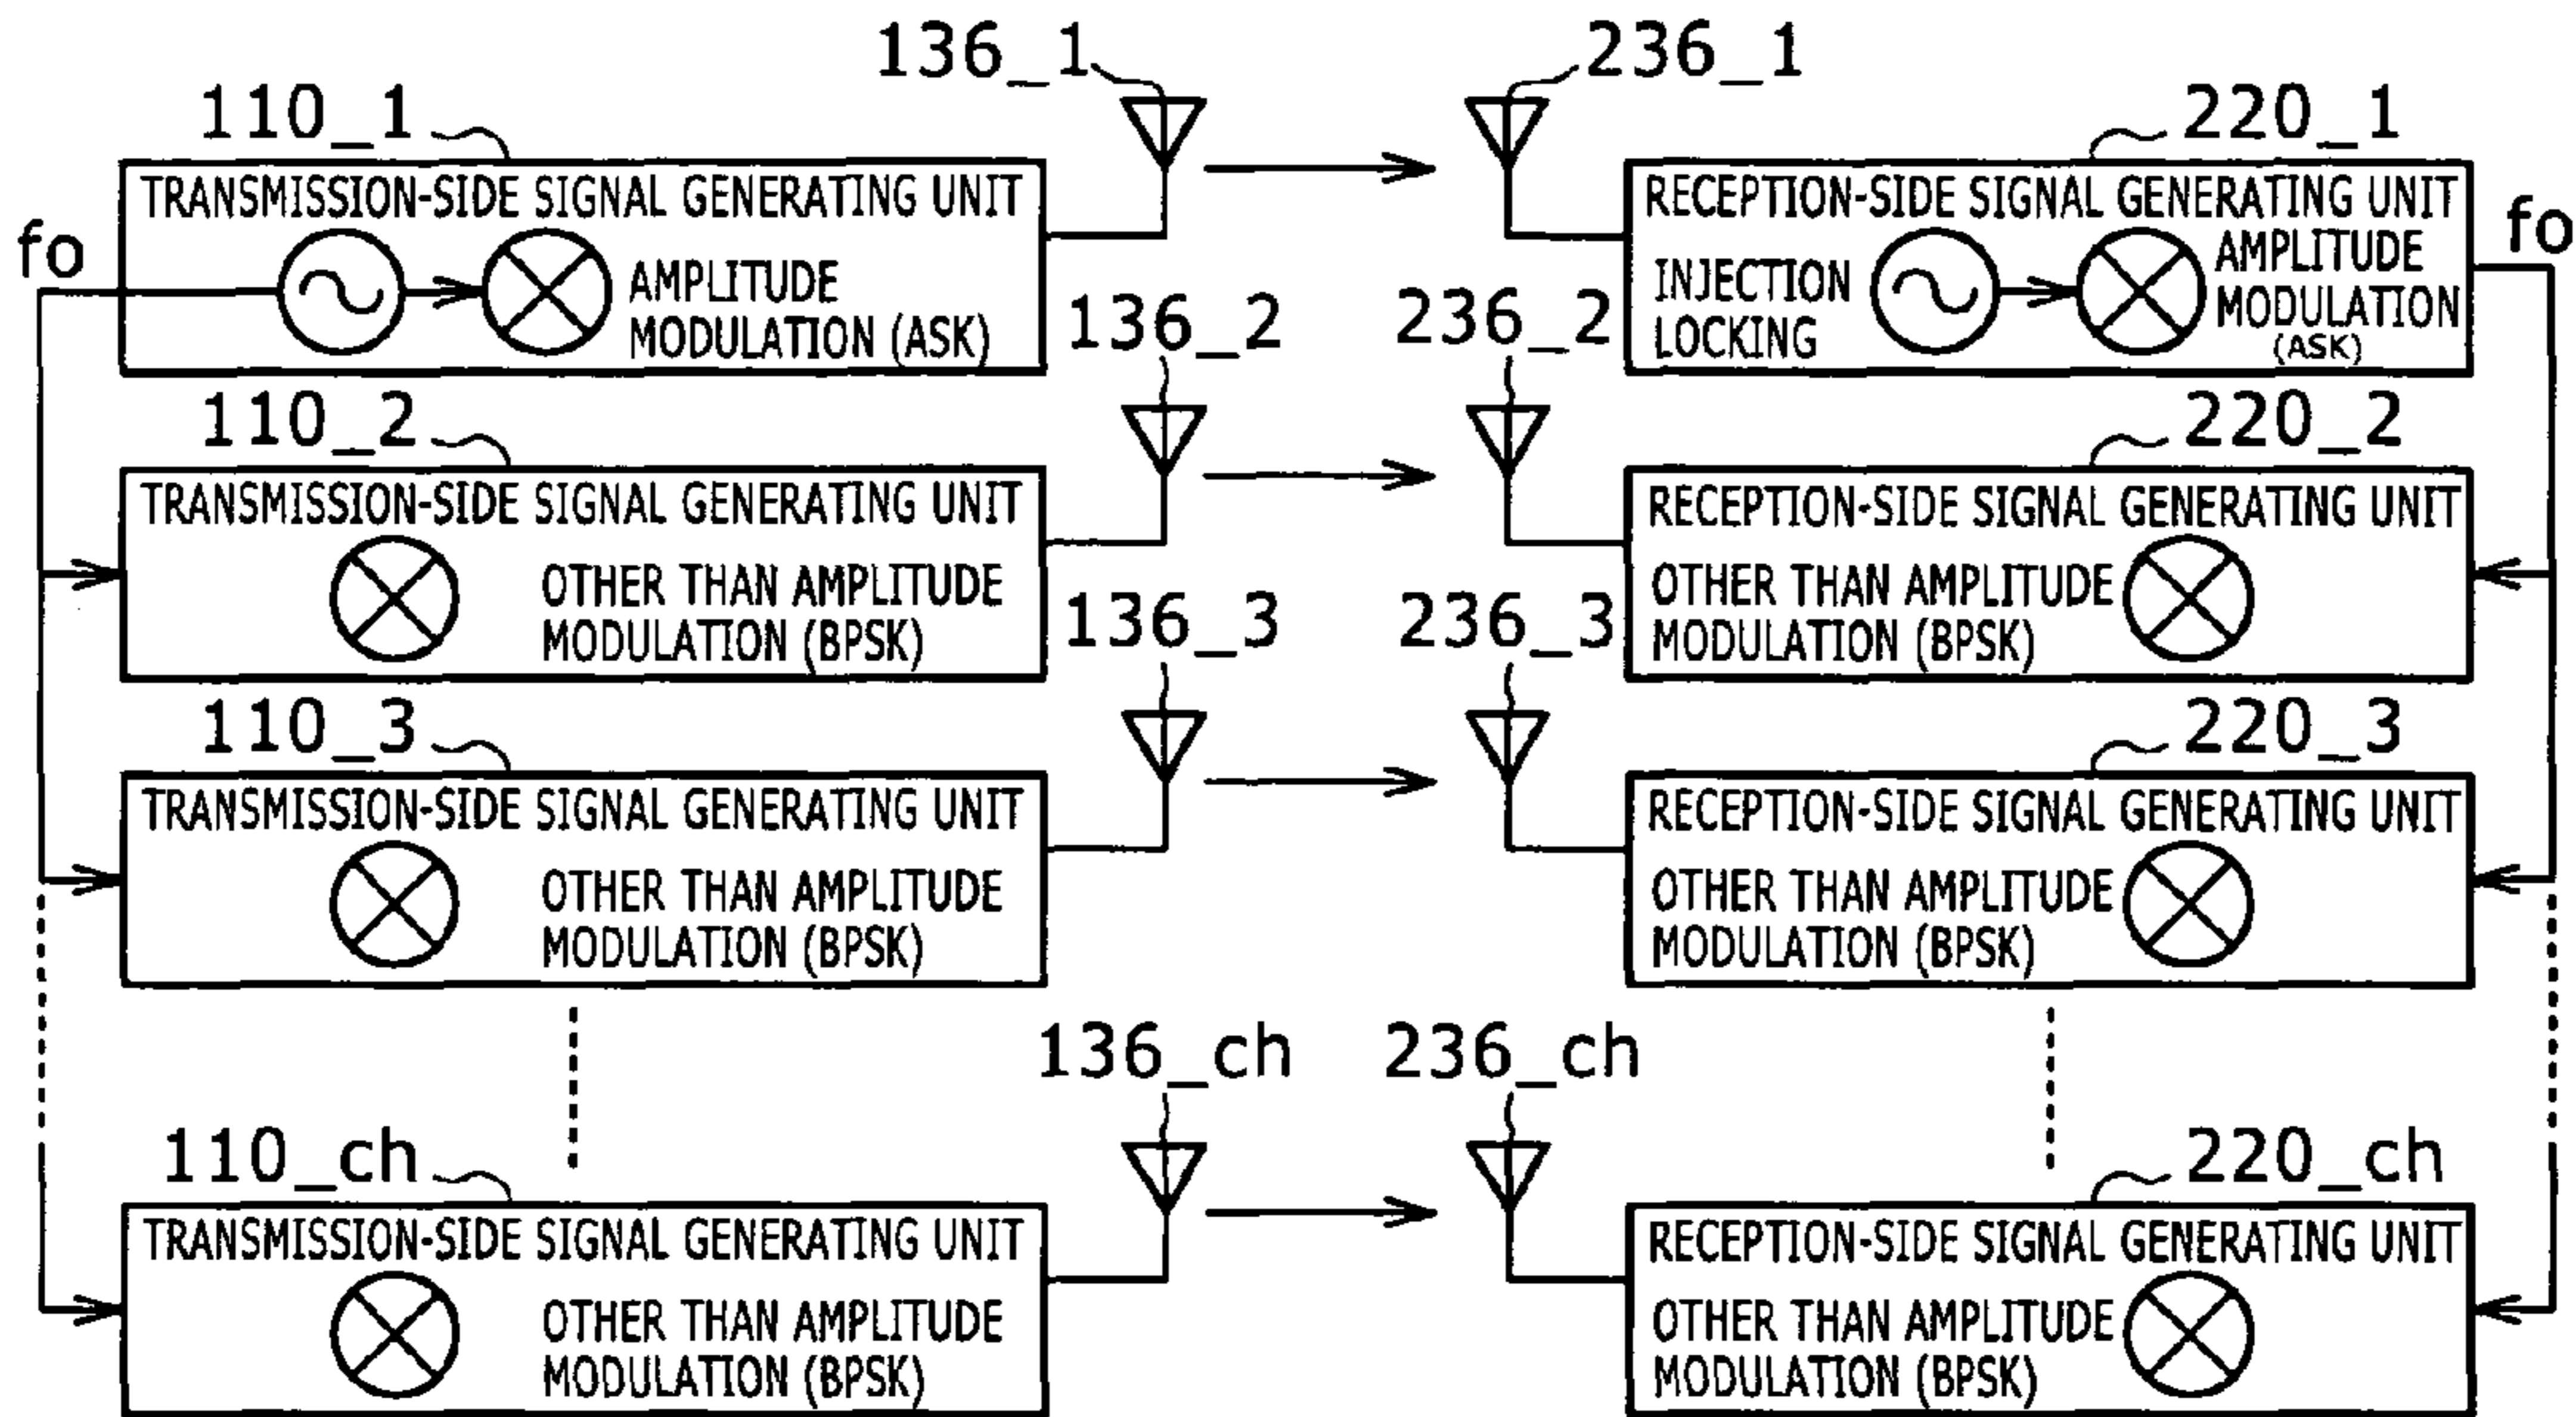 136_1
236_1
110_1
220_1
TRANSMISSION-SIDE SIGNAL GENERATING UNIT
RECEPTION-SIDE SIGNAL GENERATING UNIT
fo
fo
AMPLITUDE
MODULATION (ASK)
INJECTION
LOCKING
AMPLITUDE
MODULATION
(ASK)
136_2
236_2
110_2
220_2
TRANSMISSION-SIDE SIGNAL GENERATING UNIT
RECEPTION-SIDE SIGNAL GENERATING UNIT
OTHER THAN AMPLITUDE
MODULATION (BPSK)
OTHER THAN AMPLITUDE
MODULATION (BPSK)
136_3
236_3
110_3
220_3
TRANSMISSION-SIDE SIGNAL GENERATING UNIT
RECEPTION-SIDE SIGNAL GENERATING UNIT
OTHER THAN AMPLITUDE
MODULATION (BPSK)
OTHER THAN AMPLITUDE
MODULATION (BPSK)
136_ch
236_ch
110_ch
220_ch
TRANSMISSION-SIDE SIGNAL GENERATING UNIT
RECEPTION-SIDE SIGNAL GENERATING UNIT
OTHER THAN AMPLITUDE
MODULATION (BPSK)
OTHER THAN AMPLITUDE
MODULATION (BPSK)